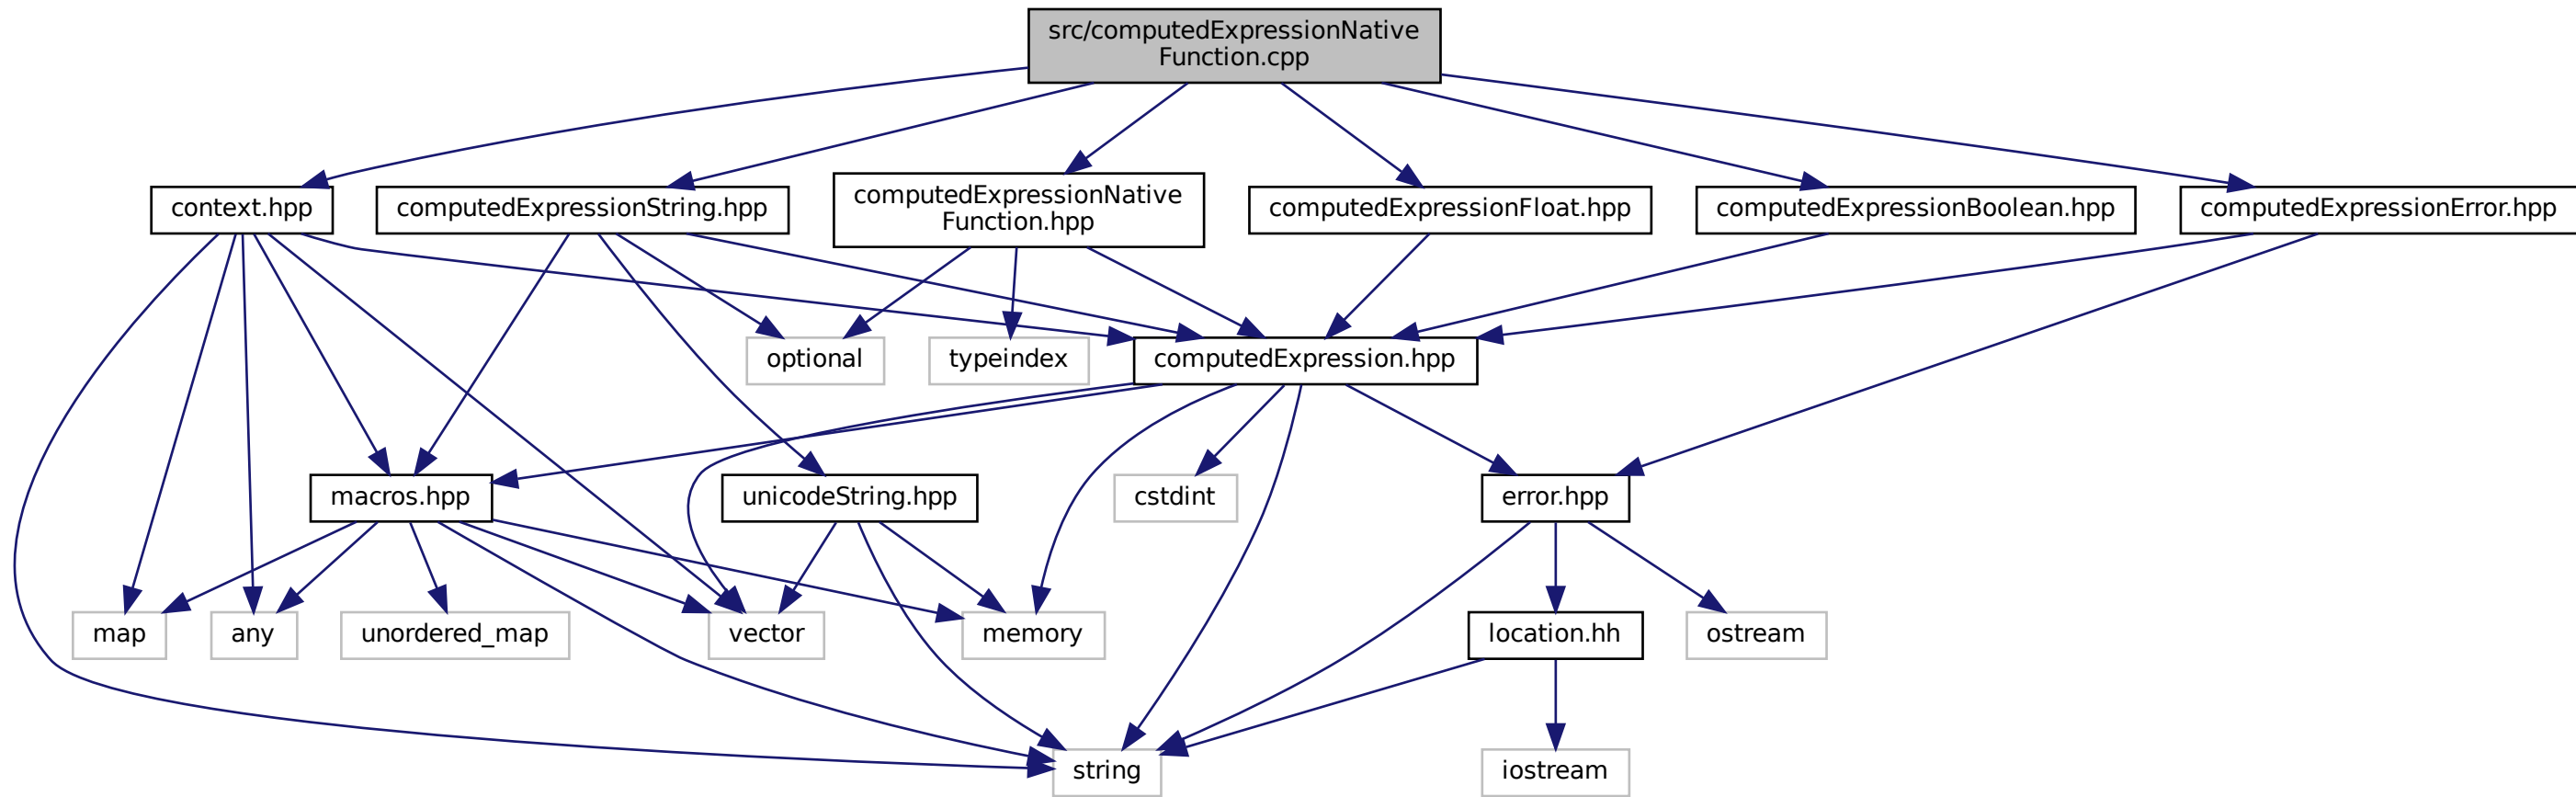 src/computedExpressionNative
Function.cpp
context.hpp
computedExpressionString.hpp
computedExpressionNative
Function.hpp
computedExpressionFloat.hpp
computedExpressionBoolean.hpp
computedExpressionError.hpp
optional
typeindex
computedExpression.hpp
macros.hpp
unicodeString.hpp
cstdint
error.hpp
map
any
unordered_map
vector
memory
location.hh
ostream
string
iostream